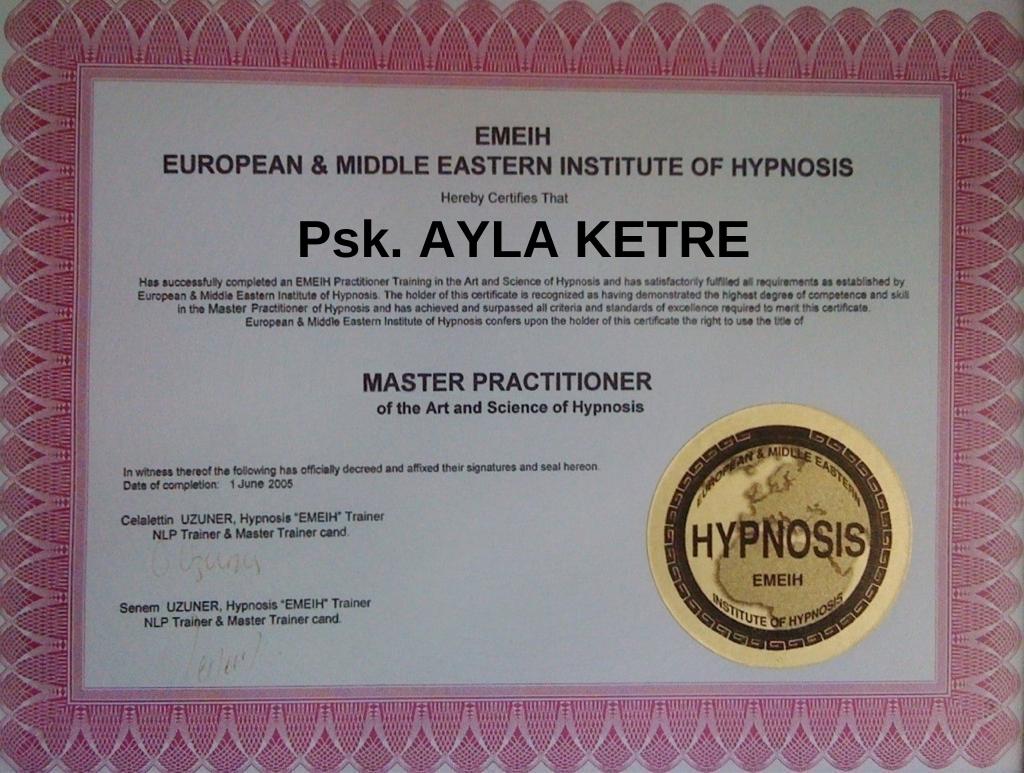 EMEIH
EUROPEAN & MIDDLE EASTERN INSTITUTE OF HYPNOSIS
Hereby Certifies That
Psk. AYLA KETRE
Has successfully completed an EMEIH Practitioner Training in the Art and Science of Hypnosis and has satisfactorily fulfilled all requirements as established by
European & Middle Eastern Institute of Hypnosis. The holder of this certificate is recognized as having demonstrated the highest degree of competence and skill
in the Master Practitioner of Hypnosis and has achieved and surpassed all criteria and standards of excellence required to merit this certificate.
European & Middle Eastern Institute of Hypnosis confers upon the holder of this certificate the right to use the title of
MASTER PRACTITIONER
of the Art and Science of Hypnosis
In witness thereof the following has officially decreed and affixed their signatures and seal hereon.
Date of completion: 1 June 2005
Celalettin UZUNER, Hypnosis "EMEIH" Trainer
NLP Trainer & Master Trainer cand.
Senem UZUNER, Hypnosis "EMEIH" Trainer
NLP Trainer & Master Trainer cand.
EUROPEAN & MIDLLE EASTERN
HYPNOSIS
EMEIH
INSTITUTE OF HYPNOSIS